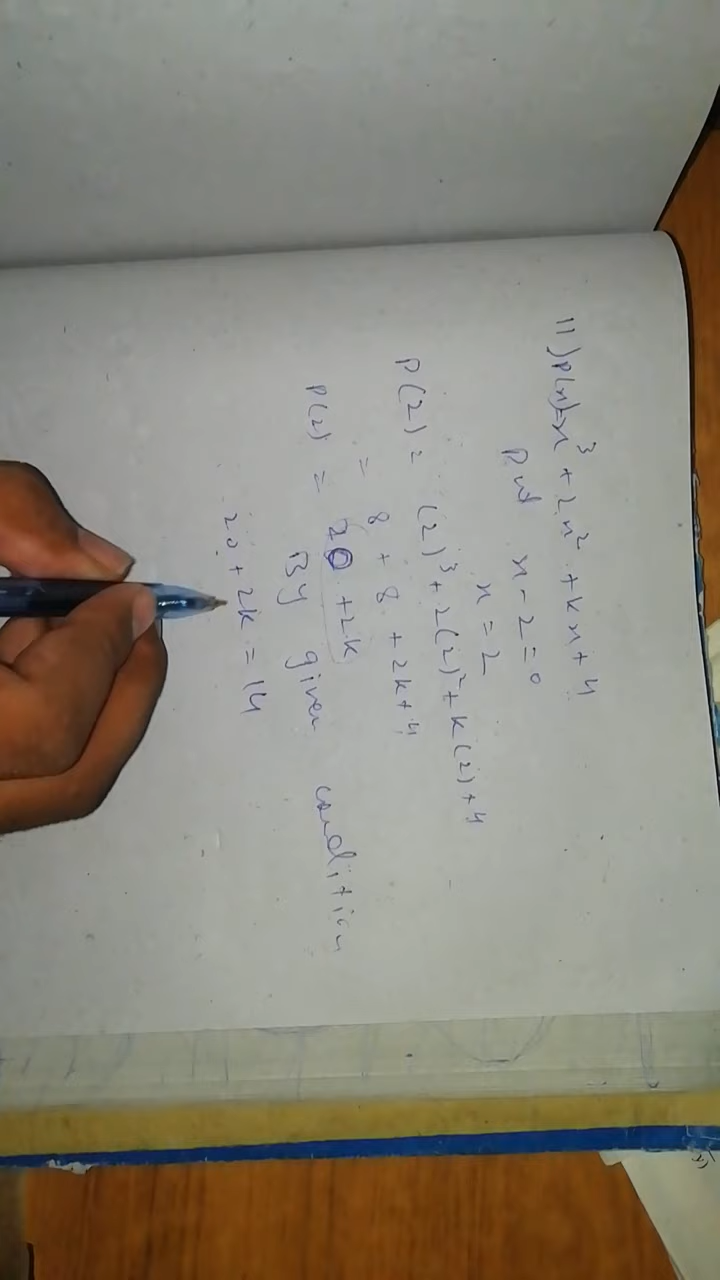 11) P(x)=x³ + 2x² + kx + 4
Put x - 2 = 0
x = 2
P(2) = (2)³ + 2(2)² + k(2) + 4
= 8 + 8 + 2k + 4
P(2) = 20 + 2k
By given condition
20 + 2k = 14